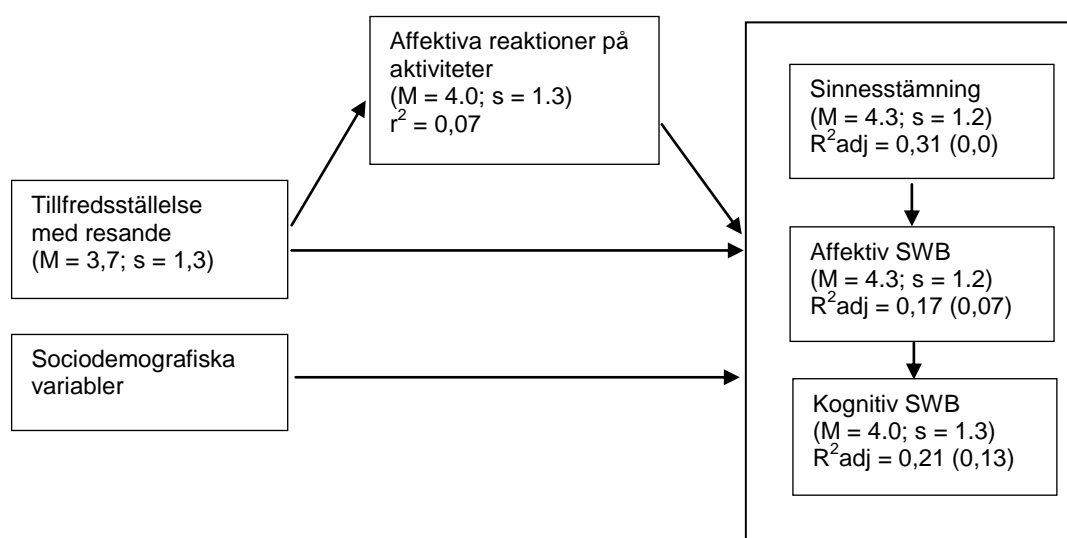 Affektiva reaktioner på
aktiviteter
(M = 4.0; s = 1.3)
r² = 0,07
Tillfredsställelse
med resande
(M = 3,7; s = 1,3)
Sociodemografiska
variabler
Sinnesstämning
(M = 4.3; s = 1.2)
R²adj = 0,31 (0,0)
Affektiv SWB
(M = 4.3; s = 1.2)
R²adj = 0,17 (0,07)
Kognitiv SWB
(M = 4.0; s = 1.3)
R²adj = 0,21 (0,13)